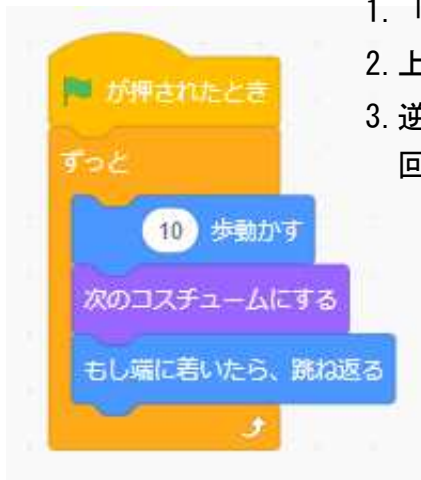 1. 「
2. 上
3. 逆
回
が押されたとき
ずっと
10 歩動かす
次のコスチュームにする
もし端に着いたら、跳ね返る